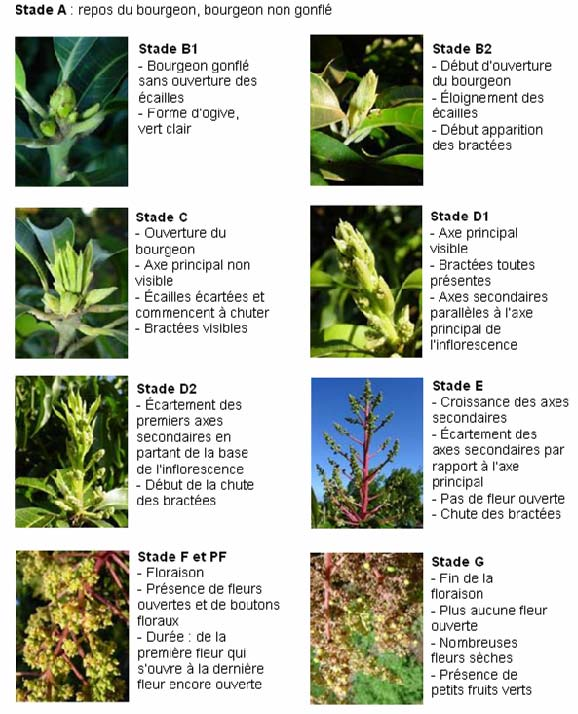 Stade A : repos du bourgeon, bourgeon non gonflé
Stade B1
- Bourgeon gonflé
sans ouverture des
écailles
- Forme d'ogive,
vert clair
Stade B2
- Début d'ouverture
du bourgeon
- Éloignement des
écailles
- Début apparition
des bractées
Stade C
- Ouverture du
bourgeon
- Axe principal non
visible
- Écailles écartées et
commencent à chuter
- Bractées visibles
Stade D1
- Axe principal
visible
- Bractées toutes
présentes
- Axes secondaires
parallèles à l'axe
principal de
l'inflorescence
Stade D2
- Écartement des
premiers axes
secondaires en
partant de la base
de l'inflorescence
- Début de la chute
des bractées
Stade E
- Croissance des axes
secondaires
- Écartement des
axes secondaires par
rapport à l'axe
principal
- Pas de fleur ouverte
- Chute des bractées
Stade F et PF
- Floraison
- Présence de fleurs
ouvertes et de boutons
floraux
- Durée : de la
première fleur qui
s'ouvre à la dernière
fleur encore ouverte
Stade G
- Fin de la
floraison
- Plus aucune fleur
ouverte
- Nombreuses
fleurs sèches
- Présence de
petits fruits verts